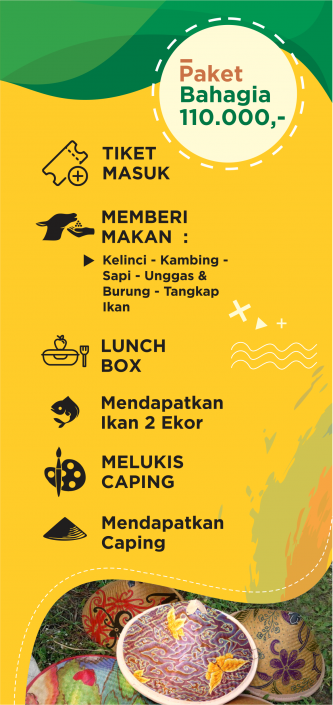 Paket
Bahagia
110.000,-
TIKET
MASUK
MEMBERI
MAKAN :
Kelinci - Kambing -
Sapi - Unggas &
Burung - Tangkap
Ikan
LUNCH
BOX
Mendapatkan
Ikan 2 Ekor
MELUKIS
CAPING
Mendapatkan
Caping